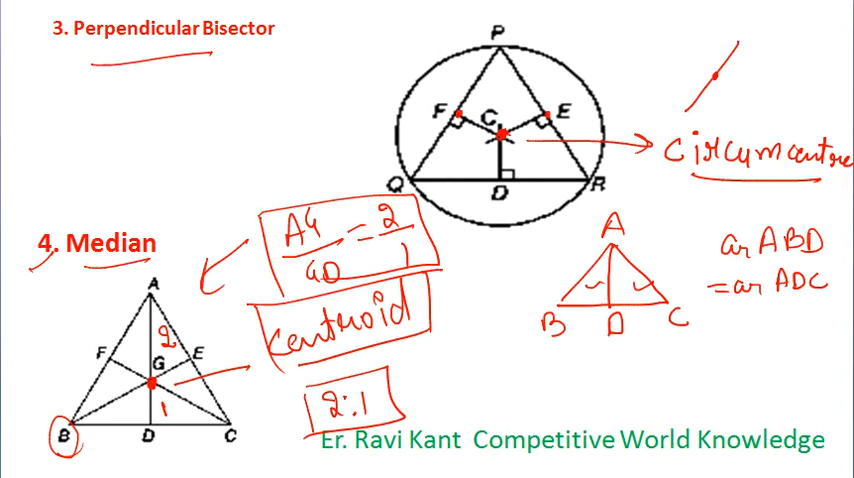 3. Perpendicular Bisector
P
F
C
E
Circumcentre
Q
D
R
4. Median
AG
GD
= 2
1
A
ar ABD
= ar ADC
B
D
C
A
2
F
G
E
1
B
D
C
Centroid
2:1
Er. Ravi Kant Competitive World Knowledge